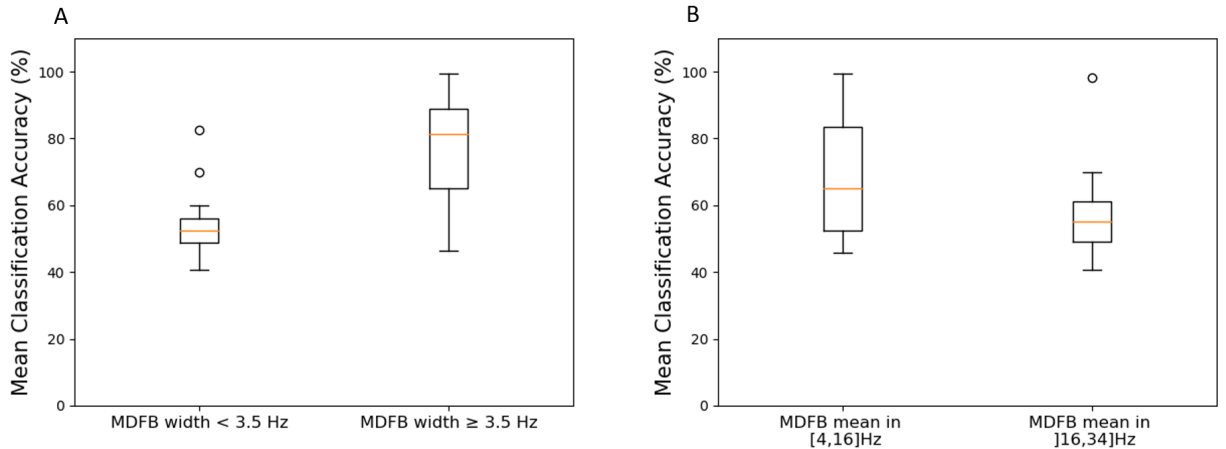 A
Mean Classification Accuracy (%)
100
80
60
40
20
0
MDFB width < 3.5 Hz
MDFB width ≥ 3.5 Hz
B
Mean Classification Accuracy (%)
100
80
60
40
20
0
MDFB mean in
[4,16]Hz
MDFB mean in
]16,34]Hz